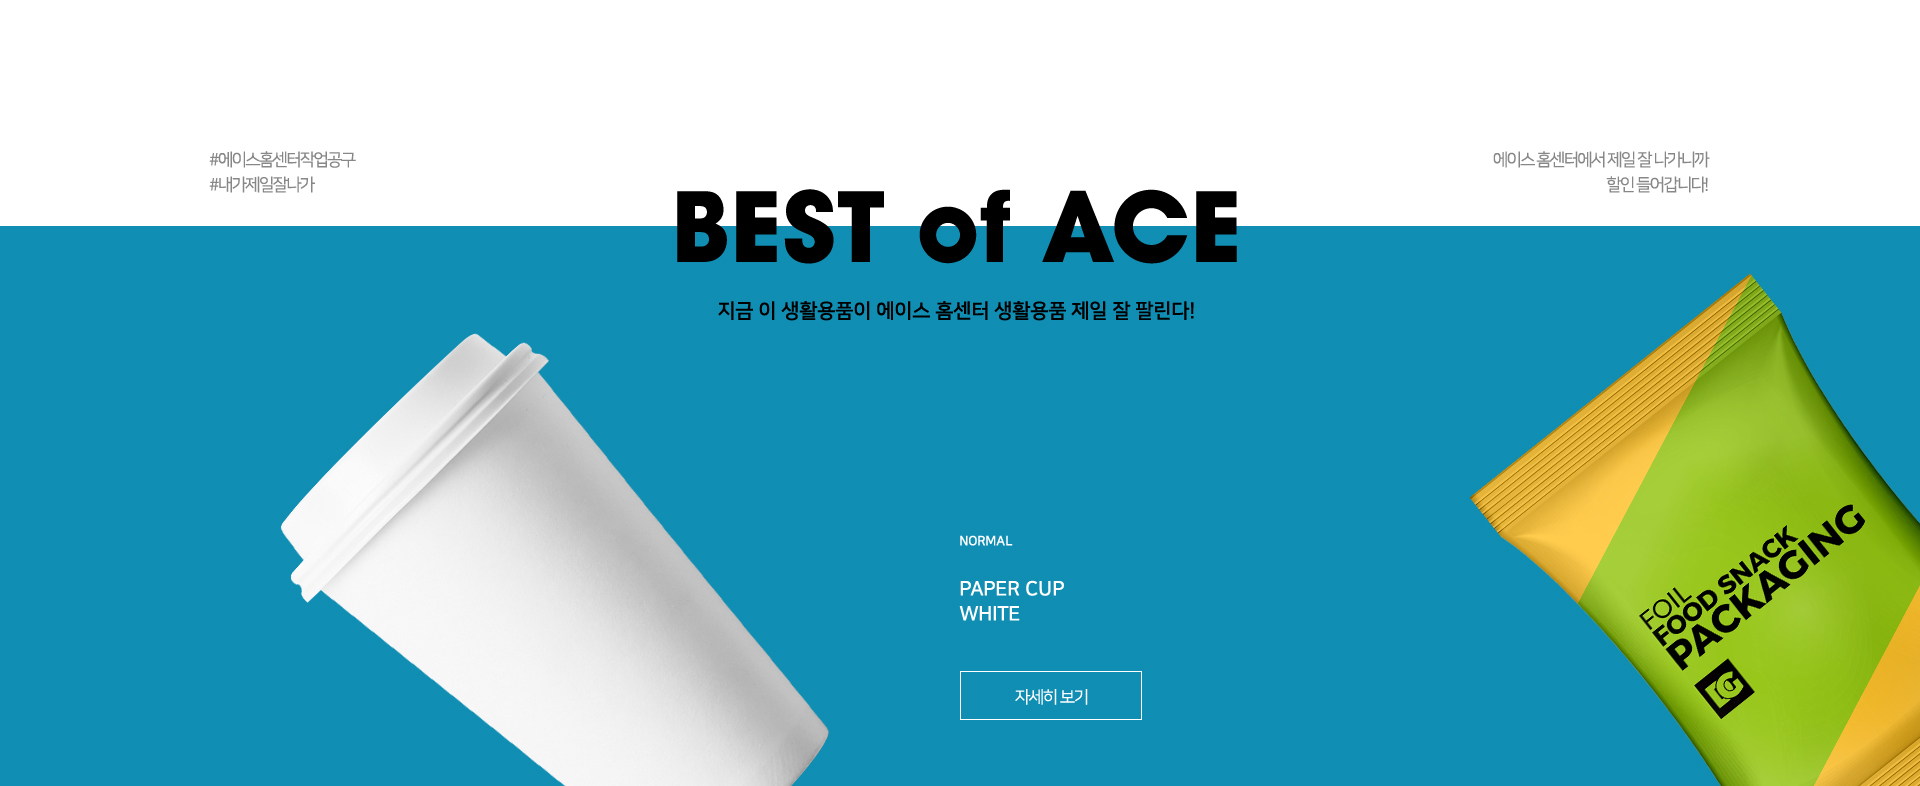 #에이스홈센터작업공구
#내가제일잘나가
에이스 홈센터에서 제일 잘 나가니까
할인 들어갑니다!
BEST of ACE
지금 이 생활용품이 에이스 홈센터 생활용품 제일 잘 팔린다!
NORMAL
PAPER CUP
WHITE
자세히 보기
FOIL
FOOD SNACK
PACKAGING